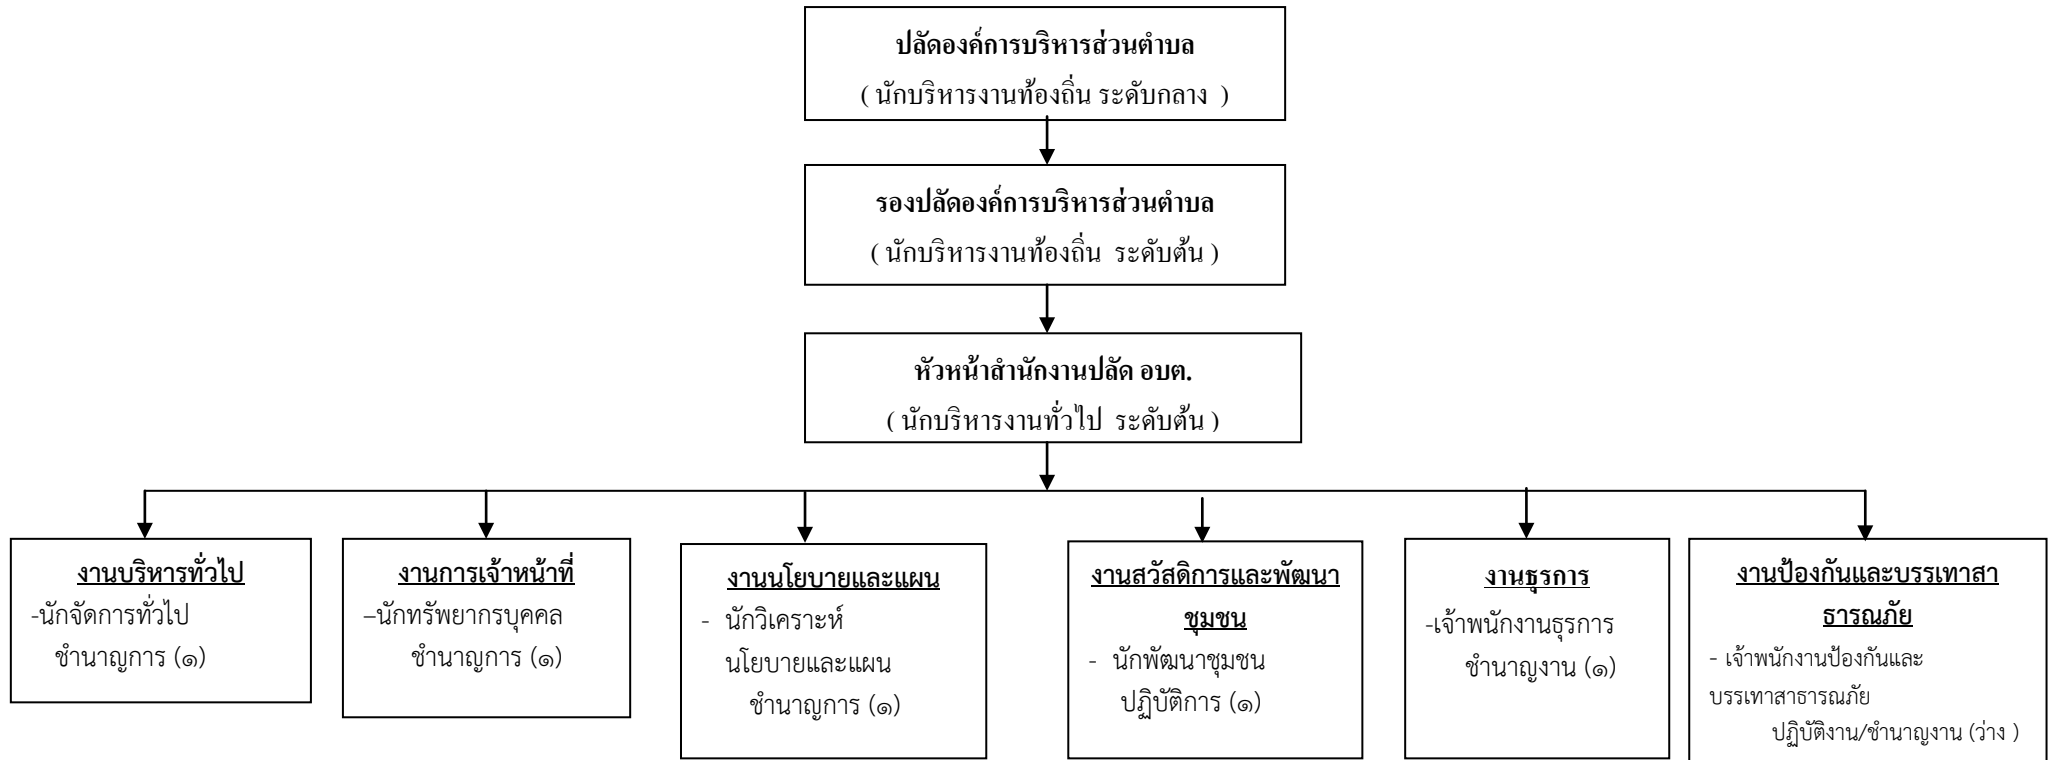 ปลัดองค์การบริหารส่วนตำบล
( นักบริหารงานท้องถิ่น ระดับกลาง )
รองปลัดองค์การบริหารส่วนตำบล
( นักบริหารงานท้องถิ่น ระดับต้น )
หัวหน้าสำนักงานปลัด อบต.
( นักบริหารงานทั่วไป ระดับต้น )
งานบริหารทั่วไป
-นักจัดการทั่วไป
ชำนาญการ (๑)
งานการเจ้าหน้าที่
–นักทรัพยากรบุคคล
ชำนาญการ (๑)
งานนโยบายและแผน
- นักวิเคราะห์
นโยบายและแผน
ชำนาญการ (๑)
งานสวัสดิการและพัฒนา
ชุมชน
- นักพัฒนาชุมชน
ปฏิบัติการ (๑)
งานธุรการ
-เจ้าพนักงานธุรการ
ชำนาญงาน (๑)
งานป้องกันและบรรเทาสา
ธารณภัย
- เจ้าพนักงานป้องกันและ
บรรเทาสาธารณภัย
ปฏิบัติงาน/ชำนาญงาน (ว่าง )